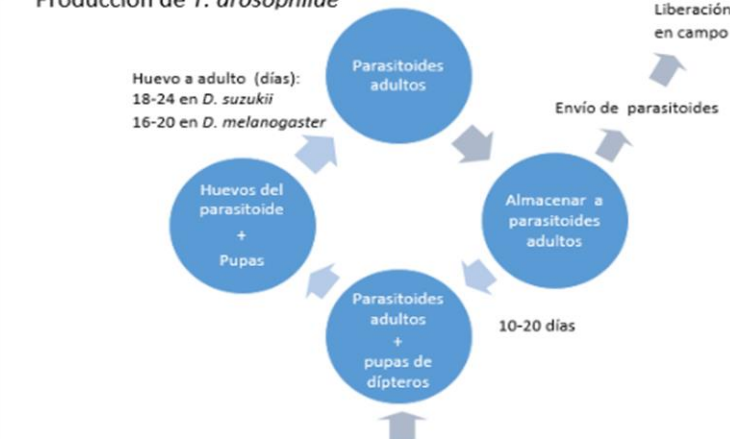 Producción de T. drosophilae
Liberación
en campo
Parasitoides
adultos
Huevo a adulto (días):
18-24 en D. suzukii
16-20 en D. melanogaster
Envío de parasitoides
Huevos del
parasitoide
+
Pupas
Almacenar a
parasitoides
adultos
Parasitoides
adultos
+
pupas de
dípteros
10-20 días